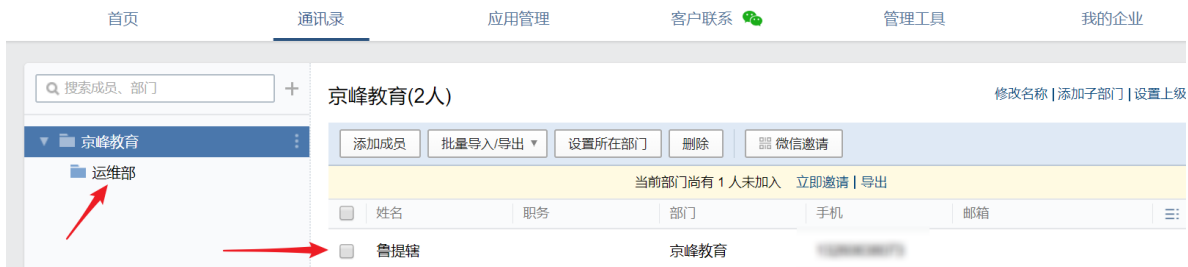 首页 通讯录 应用管理 客户联系 管理工具 我的企业
搜索成员、部门
京峰教育(2人)
修改名称 | 添加子部门 | 设置上级
京峰教育
添加成员 批量导入/导出 设置所在部门 删除 微信邀请
运维部
当前部门尚有 1 人未加入 立即邀请 | 导出
姓名 职务 部门 手机 邮箱
鲁提辖 京峰教育